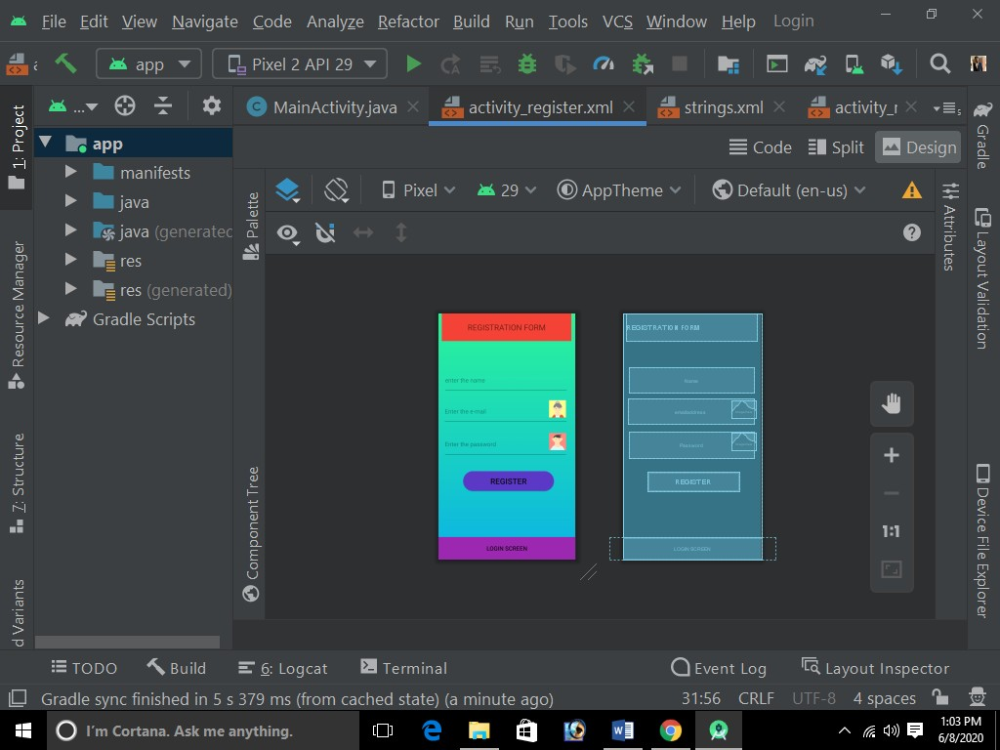 File Edit View Navigate Code Analyze Refactor Build Run Tools VCS Window Help Login
app Pixel 2 API 29
... MainActivity.java activity_register.xml strings.xml activity_r
Code Split Design
1: Project
Resource Manager
7: Structure
d Variants
app
manifests
java
java (generated
res
res (generated)
Gradle Scripts
Palette
Component Tree
Pixel 29 AppTheme Default (en-us)
REGISTRATION FORM
enter the name
Enter the e-mail
Enter the password
REGISTER
LOGIN SCREEN
REGISTRATION FORM
Name
Password
REGISTER
LOGIN SCREEN
1:1
Attributes
Gradle
Layout Validation
Device File Explorer
TODO Build 6: Logcat Terminal Event Log Layout Inspector
Gradle sync finished in 5 s 379 ms (from cached state) (a minute ago) 31:56 CRLF UTF-8 4 spaces
I'm Cortana. Ask me anything.
1:03 PM
6/8/2020